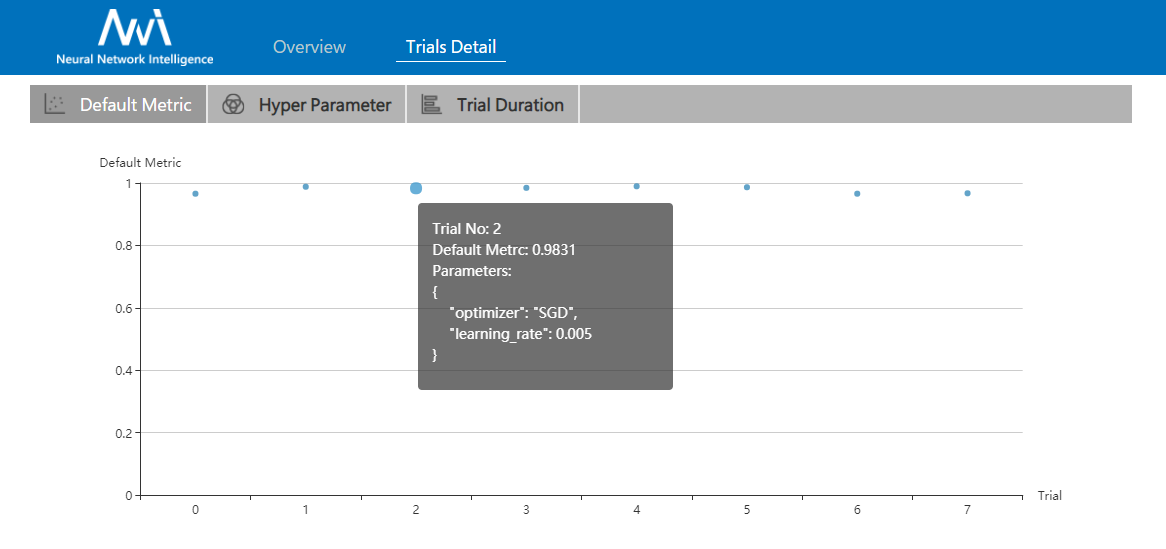 NNI
Neural Network Intelligence
Overview
Trials Detail
Default Metric
Hyper Parameter
Trial Duration
Default Metric
1
0.8
0.6
0.4
0.2
0
Trial No: 2
Default Metrc: 0.9831
Parameters:
{
"optimizer": "SGD",
"learning_rate": 0.005
}
0 1 2 3 4 5 6 7
Trial